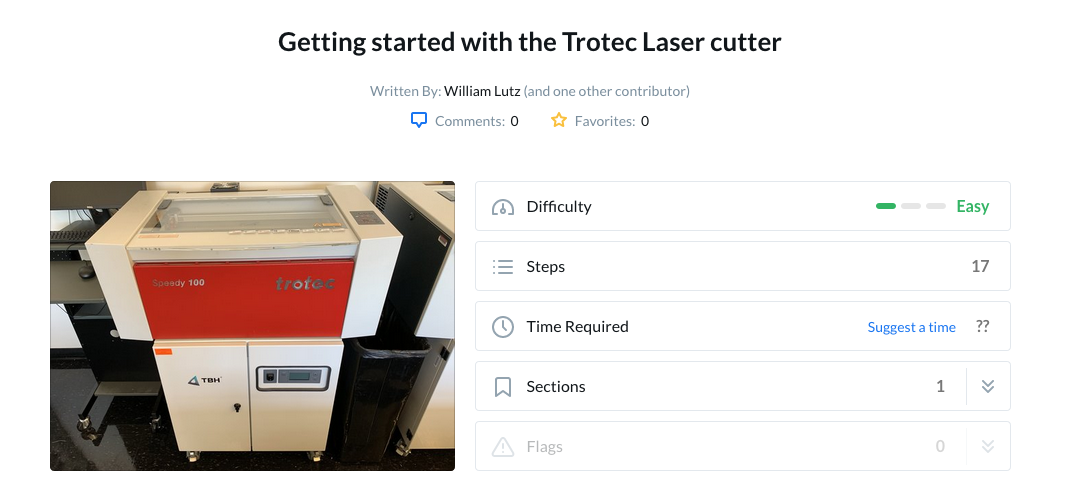 Getting started with the Trotec Laser cutter
Written By: William Lutz (and one other contributor)
Comments: 0 Favorites: 0
Speedy 100 trotec
TBH
Difficulty Easy
Steps 17
Time Required Suggest a time ??
Sections 1
Flags 0